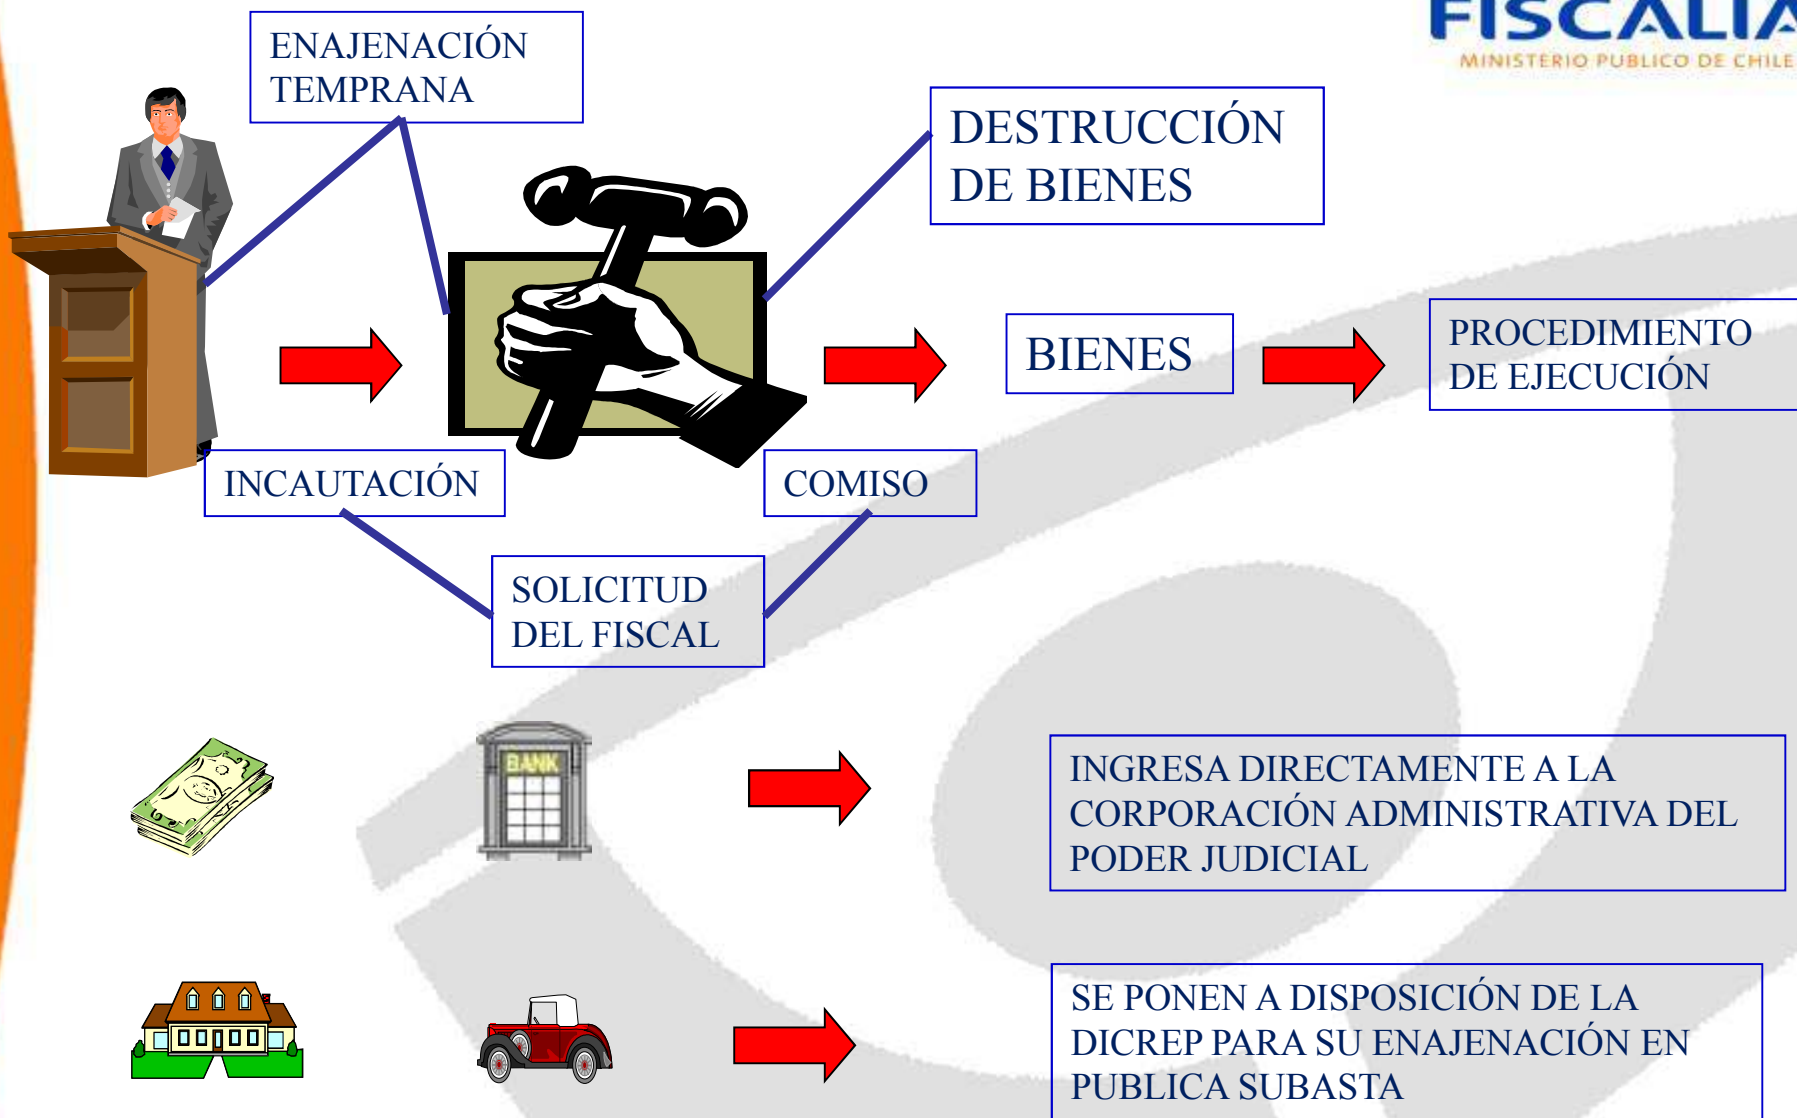 FISCALIA
MINISTERIO PUBLICO DE CHILE
ENAJENACIÓN
TEMPRANA
DESTRUCCIÓN
DE BIENES
BIENES
PROCEDIMIENTO
DE EJECUCIÓN
INCAUTACIÓN
COMISO
SOLICITUD
DEL FISCAL
BANK
INGRESA DIRECTAMENTE A LA
CORPORACIÓN ADMINISTRATIVA DEL
PODER JUDICIAL
SE PONEN A DISPOSICIÓN DE LA
DICREP PARA SU ENAJENACIÓN EN
PUBLICA SUBASTA